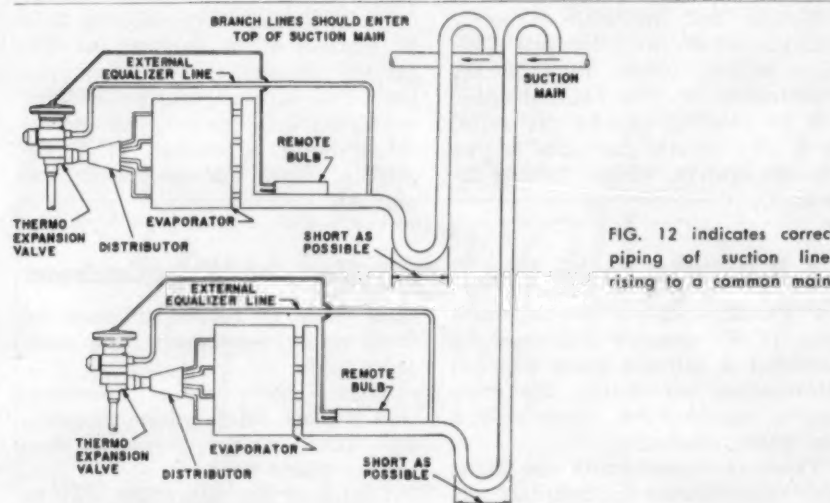 BRANCH LINES SHOULD ENTER
TOP OF SUCTION MAIN
EXTERNAL
EQUALIZER LINE
SUCTION
MAIN
REMOTE
BULB
THERMO
EXPANSION
VALVE
DISTRIBUTOR
EVAPORATOR
SHORT AS
POSSIBLE
FIG. 12 indicates correc
piping of suction line
rising to a common main
EXTERNAL
EQUALIZER LINE
REMOTE
BULB
THERMO
EXPANSION
VALVE
DISTRIBUTOR
EVAPORATOR
SHORT AS
POSSIBLE